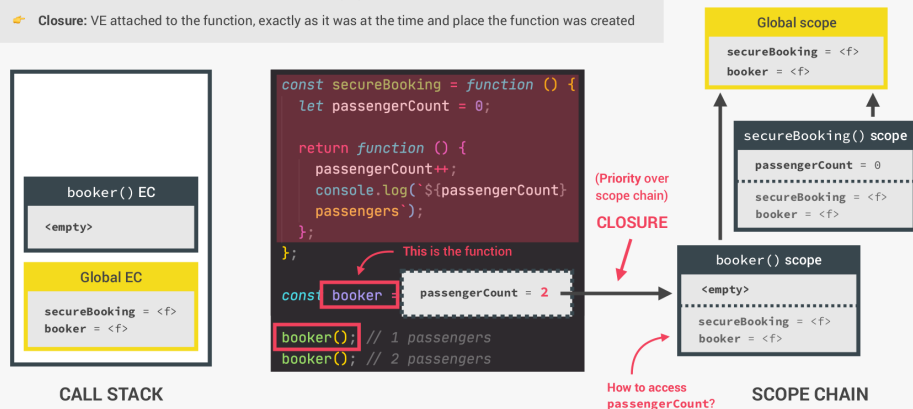 👉 Closure: VE attached to the function, exactly as it was at the time and place the function was created
booker() EC
<empty>
Global EC
secureBooking = <f>
booker = <f>
CALL STACK
const secureBooking = function () {
let passengerCount = 0;
return function () {
passengerCount++;
console.log(`${passengerCount}
passengers`);
};
};
This is the function
const booker =
passengerCount = 2
booker(); // 1 passengers
booker(); // 2 passengers
(Priority over
scope chain)
CLOSURE
How to access
passengerCount?
Global scope
secureBooking = <f>
booker = <f>
secureBooking() scope
passengerCount = 0
secureBooking = <f>
booker = <f>
booker() scope
<empty>
secureBooking = <f>
booker = <f>
SCOPE CHAIN